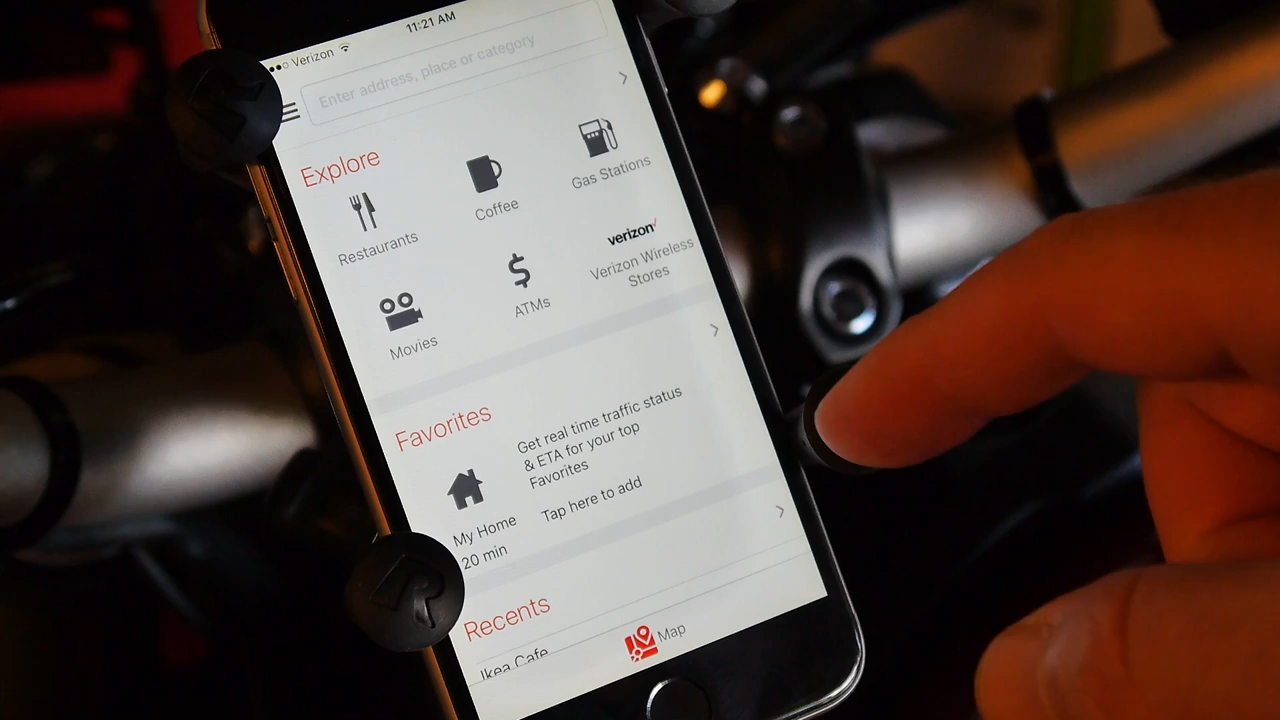 Verizon
11:21 AM
Enter address, place or category
Explore
Restaurants
Coffee
Gas Stations
Movies
$
ATMs
verizon
Verizon Wireless
Stores
Favorites
My Home
20 min
Get real time traffic status
& ETA for your top
Favorites
Tap here to add
Recents
Ikea Cafe
Map
R
R